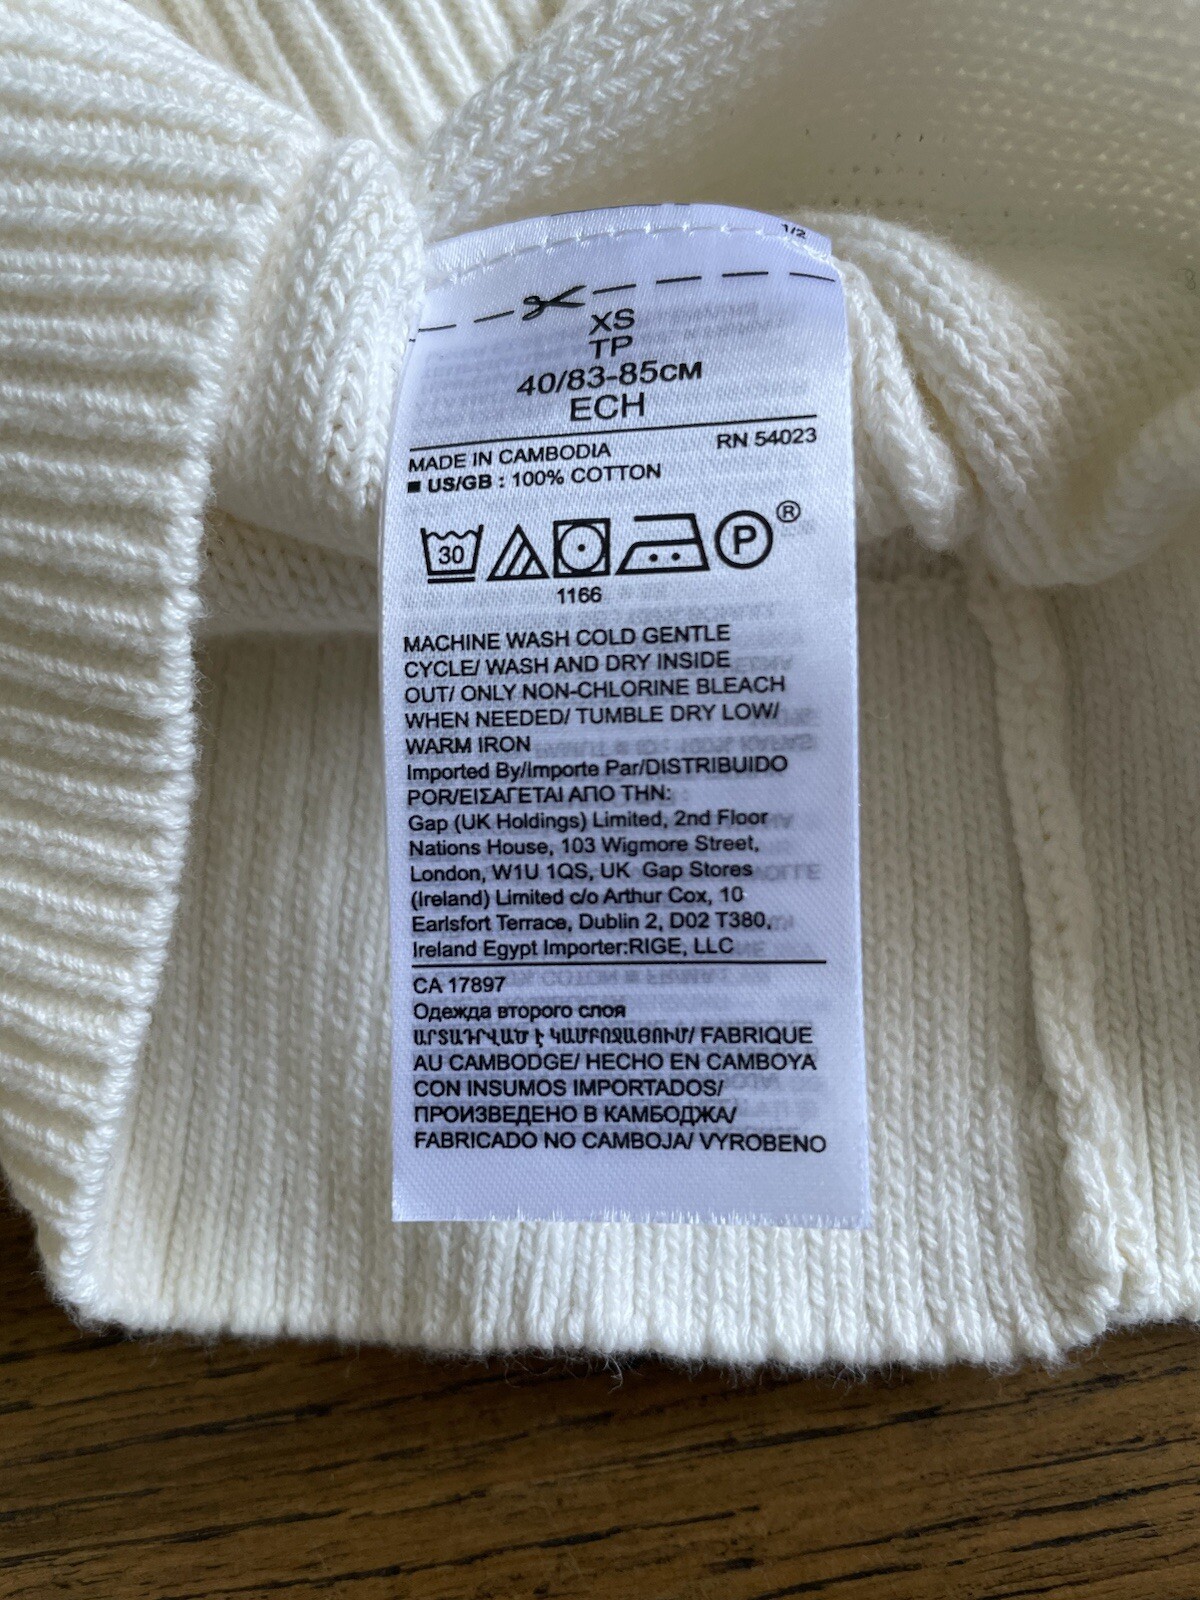 1/2
XS
TP
40/83-85CM
ECH
MADE IN CAMBODIA RN 54023
■ US/GB : 100% COTTON
30 P ®
1166
MACHINE WASH COLD GENTLE
CYCLE/ WASH AND DRY INSIDE
OUT/ ONLY NON-CHLORINE BLEACH
WHEN NEEDED/ TUMBLE DRY LOW/
WARM IRON
Imported By/Importe Par/DISTRIBUIDO
POR/ΕΙΣΑΓΕΤΑΙ ΑΠΟ ΤΗΝ:
Gap (UK Holdings) Limited, 2nd Floor
Nations House, 103 Wigmore Street,
London, W1U 1QS, UK Gap Stores
(Ireland) Limited c/o Arthur Cox, 10
Earlsfort Terrace, Dublin 2, D02 T380,
Ireland Egypt Importer:RIGE, LLC
CA 17897
Одежда второго слоя
ԱՐՏԱԴՐՎԱԾ Է ԿԱՄԲՈՋԱՅՈՒՄ/ FABRIQUE
AU CAMBODGE/ HECHO EN CAMBOYA
CON INSUMOS IMPORTADOS/
ПРОИЗВЕДЕНО В КАМБОДЖА/
FABRICADO NO CAMBOJA/ VYROBENO